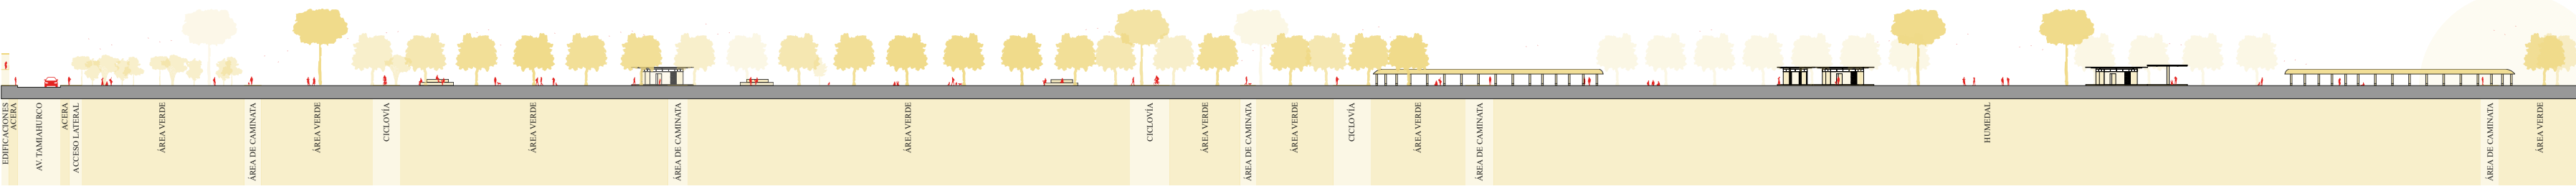 EDIFICACIONES
ACERA
AV. TAMIAHURCO
ACERA
ACCESO LATERAL
ÁREA VERDE
ÁREA DE CAMINATA
ÁREA VERDE
CICLOVÍA
ÁREA VERDE
ÁREA DE CAMINATA
ÁREA VERDE
CICLOVÍA
ÁREA VERDE
ÁREA DE CAMINATA
ÁREA VERDE
CICLOVÍA
ÁREA VERDE
ÁREA DE CAMINATA
HUMEDAL
ÁREA DE CAMINATA
ÁREA VERDE